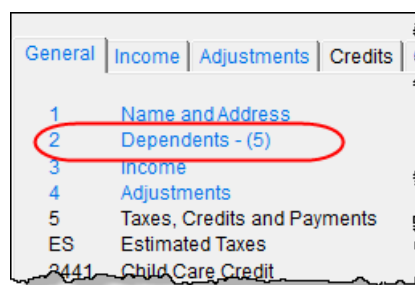 General Income Adjustments Credits
1 Name and Address
2 Dependents - (5)
3 Income
4 Adjustments
5 Taxes, Credits and Payments
ES Estimated Taxes
2441 Child Care Credit